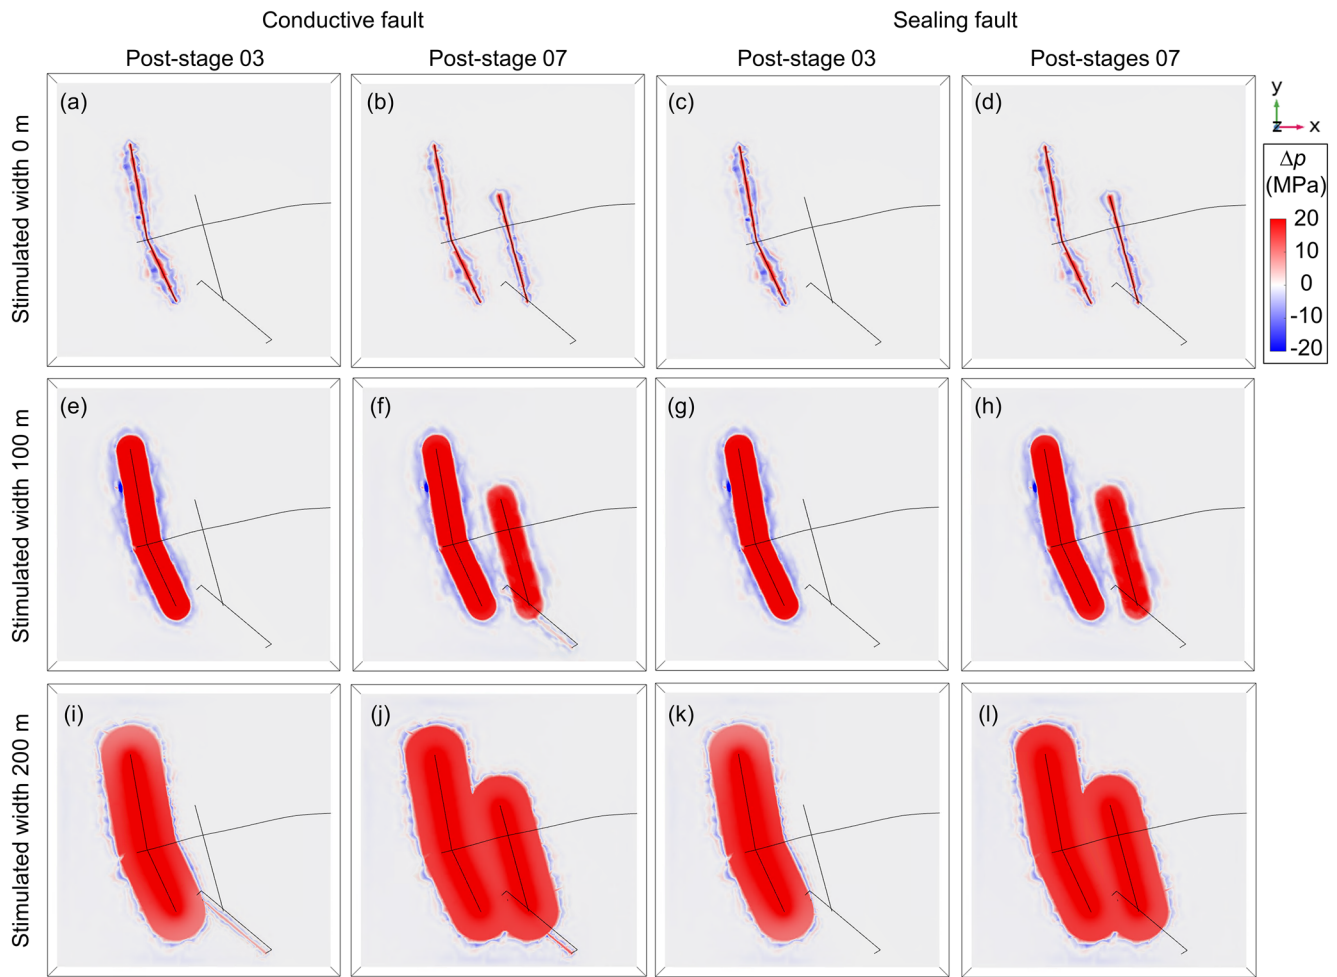 Conductive fault
Sealing fault
Post-stage 03
Post-stage 07
Post-stage 03
Post-stages 07
Stimulated width 0 m
(a)
(b)
(c)
(d)
y
z
x
Δp
(MPa)
20
10
0
-10
-20
Stimulated width 100 m
(e)
(f)
(g)
(h)
Stimulated width 200 m
(i)
(j)
(k)
(l)